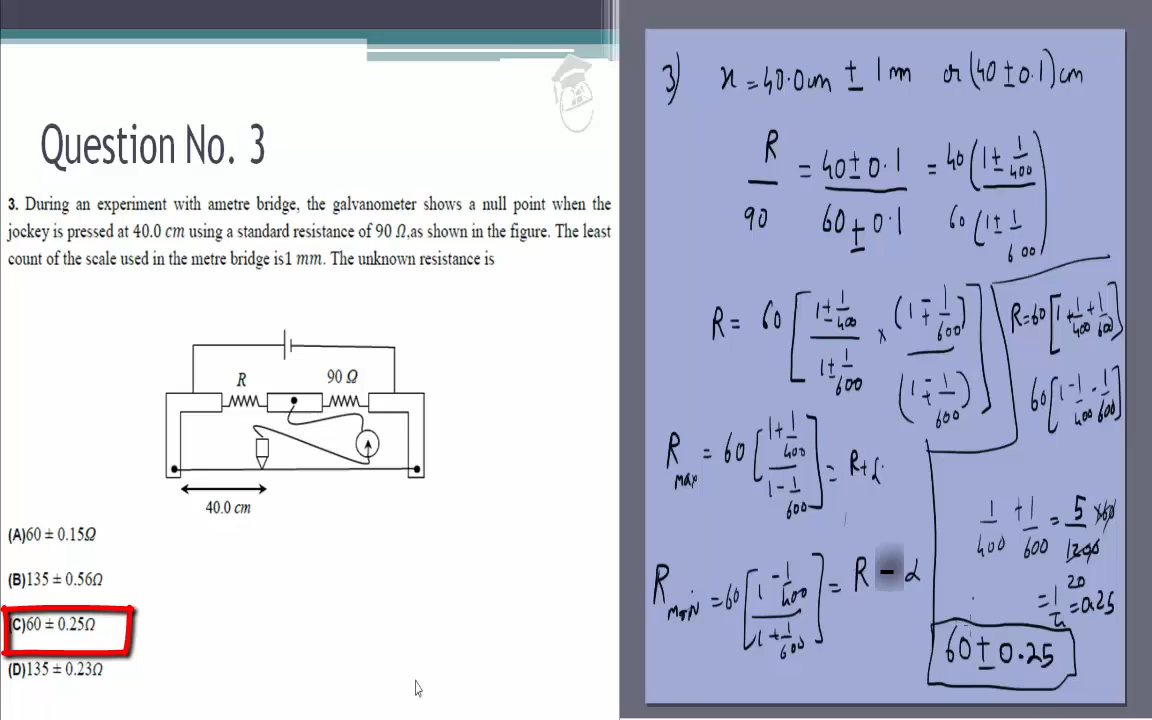 Question No. 3
3. During an experiment with ametre bridge, the galvanometer shows a null point when the
jockey is pressed at 40.0 cm using a standard resistance of 90 Ω,as shown in the figure. The least
count of the scale used in the metre bridge is1 mm. The unknown resistance is
R
90 Ω
40.0 cm
(A)60 ± 0.15Ω
(B)135 ± 0.56Ω
(C)60 ± 0.25Ω
(D)135 ± 0.23Ω
3) x = 40.0cm ± 1mm or (40 ± 0.1) cm
R/90 = (40 ± 0.1)/(60 ± 0.1) = 40(1 ± 1/400)/60(1 ± 1/600)
R = 60 [(1 ± 1/400)/(1 ± 1/600) × (1 ∓ 1/600)/(1 ∓ 1/600)]
R = 60 [1 + 1/400 + 1/600]
60 [1 - 1/400 - 1/600]
R max = 60 [(1 + 1/400)/(1 - 1/600)] = R + α
R min = 60 [(1 - 1/400)/(1 + 1/600)] = R - α
1/400 + 1/600 = 5/1200 × 60
20
= 1/4 = 0.25
60 ± 0.25